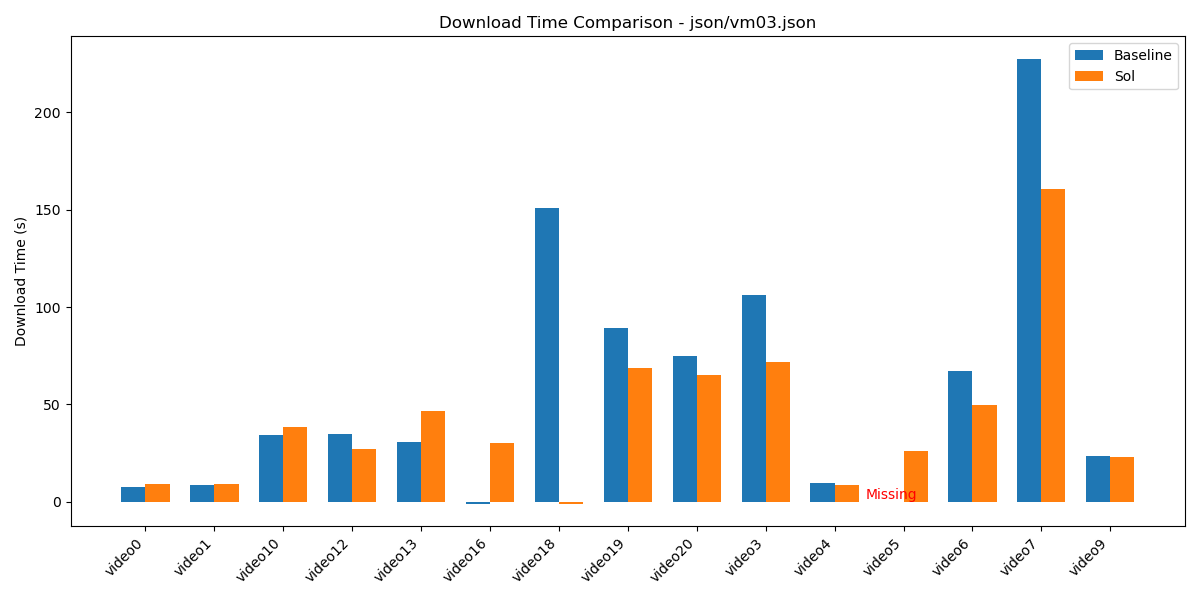 Download Time Comparison - json/vm03.json
Baseline
Sol
Download Time (s)
200
150
100
50
0
Missing
video0
video1
video10
video12
video13
video16
video18
video19
video20
video3
video4
video5
video6
video7
video9